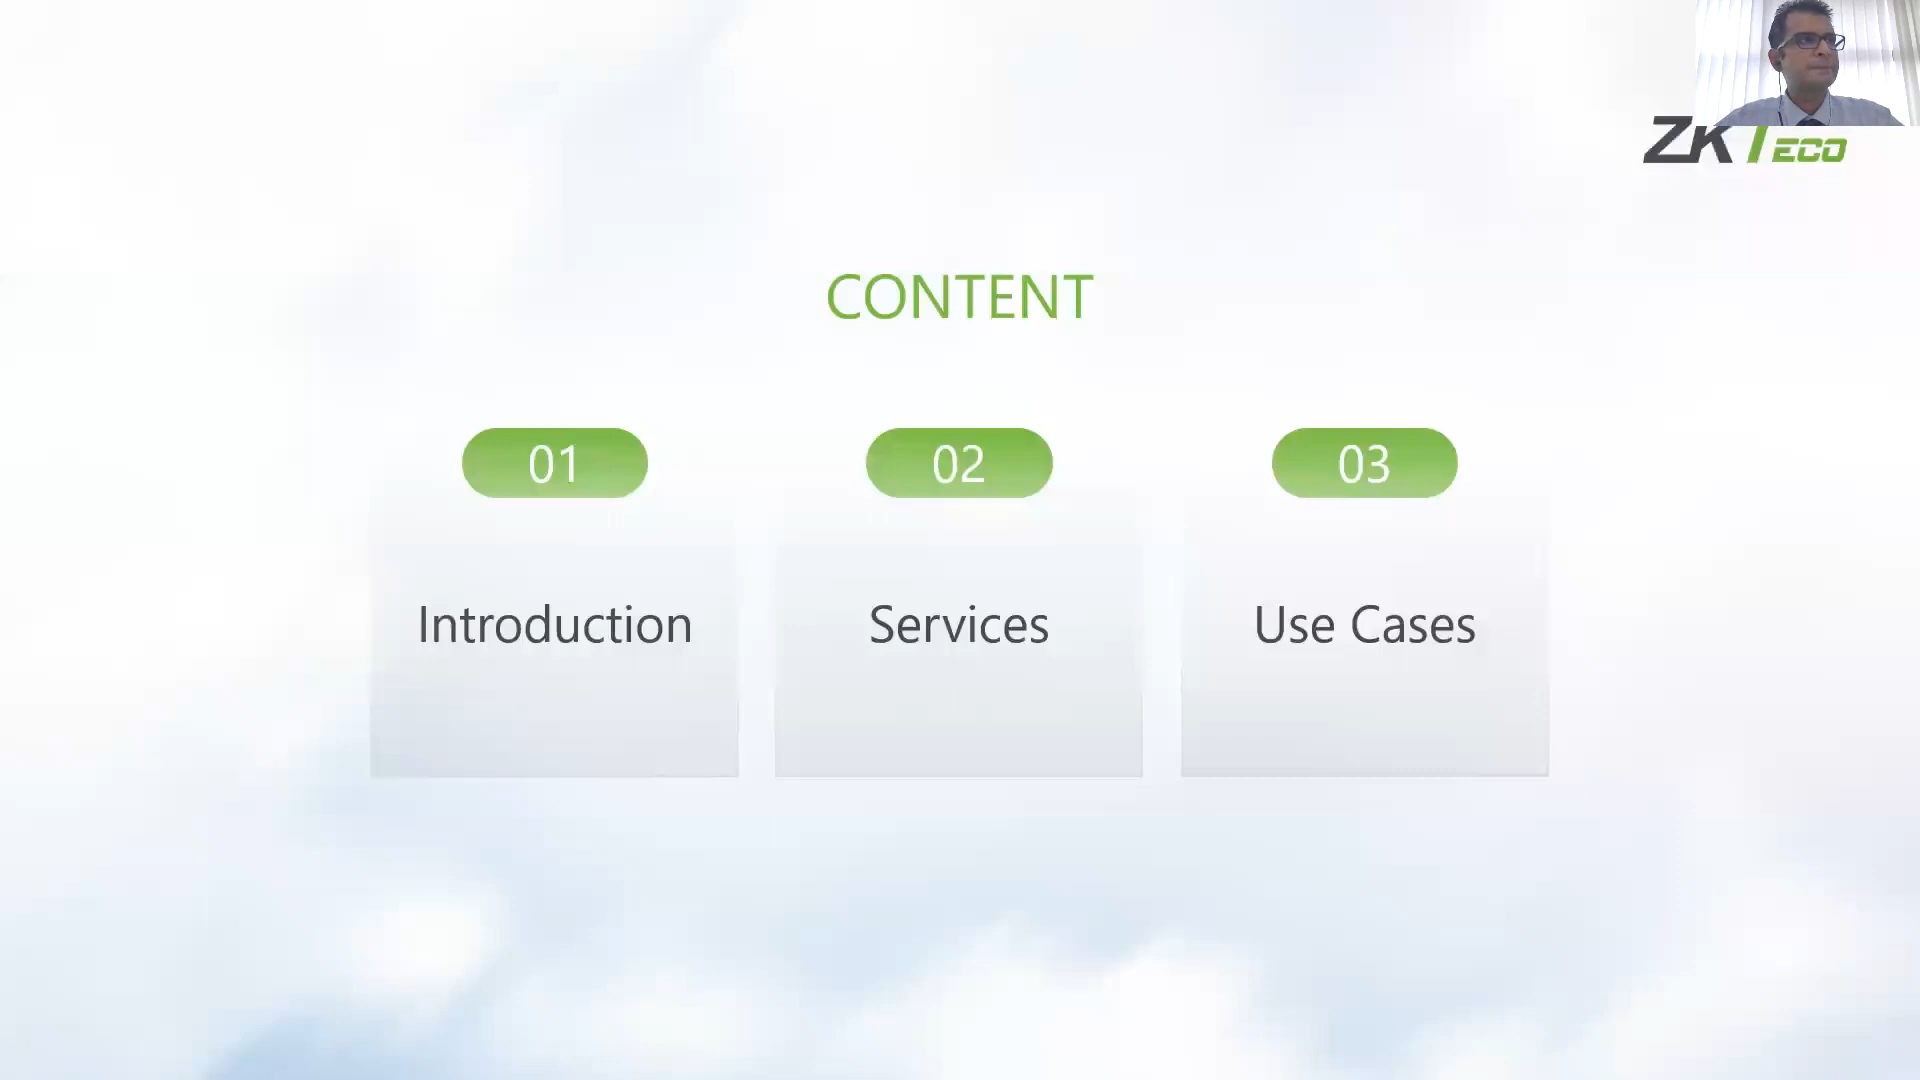 ZKTECO
CONTENT
01
02
03
Introduction
Services
Use Cases